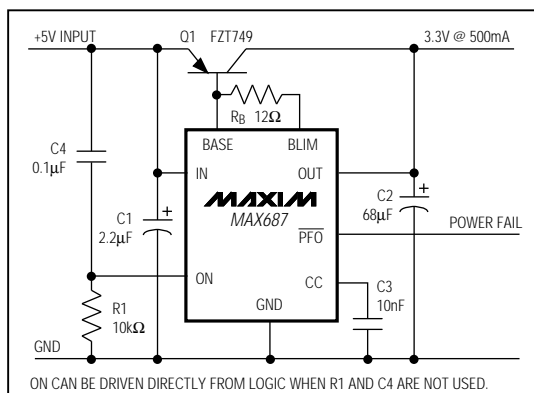 +5V INPUT
Q1
FZT749
3.3V @ 500mA
RB 12Ω
C4
0.1µF
BASE
BLIM
IN
OUT
MAXIM
MAX687
C1
2.2µF
+
C2
68µF
+
PFO
POWER FAIL
ON
CC
C3
10nF
GND
R1
10kΩ
GND
ON CAN BE DRIVEN DIRECTLY FROM LOGIC WHEN R1 AND C4 ARE NOT USED.